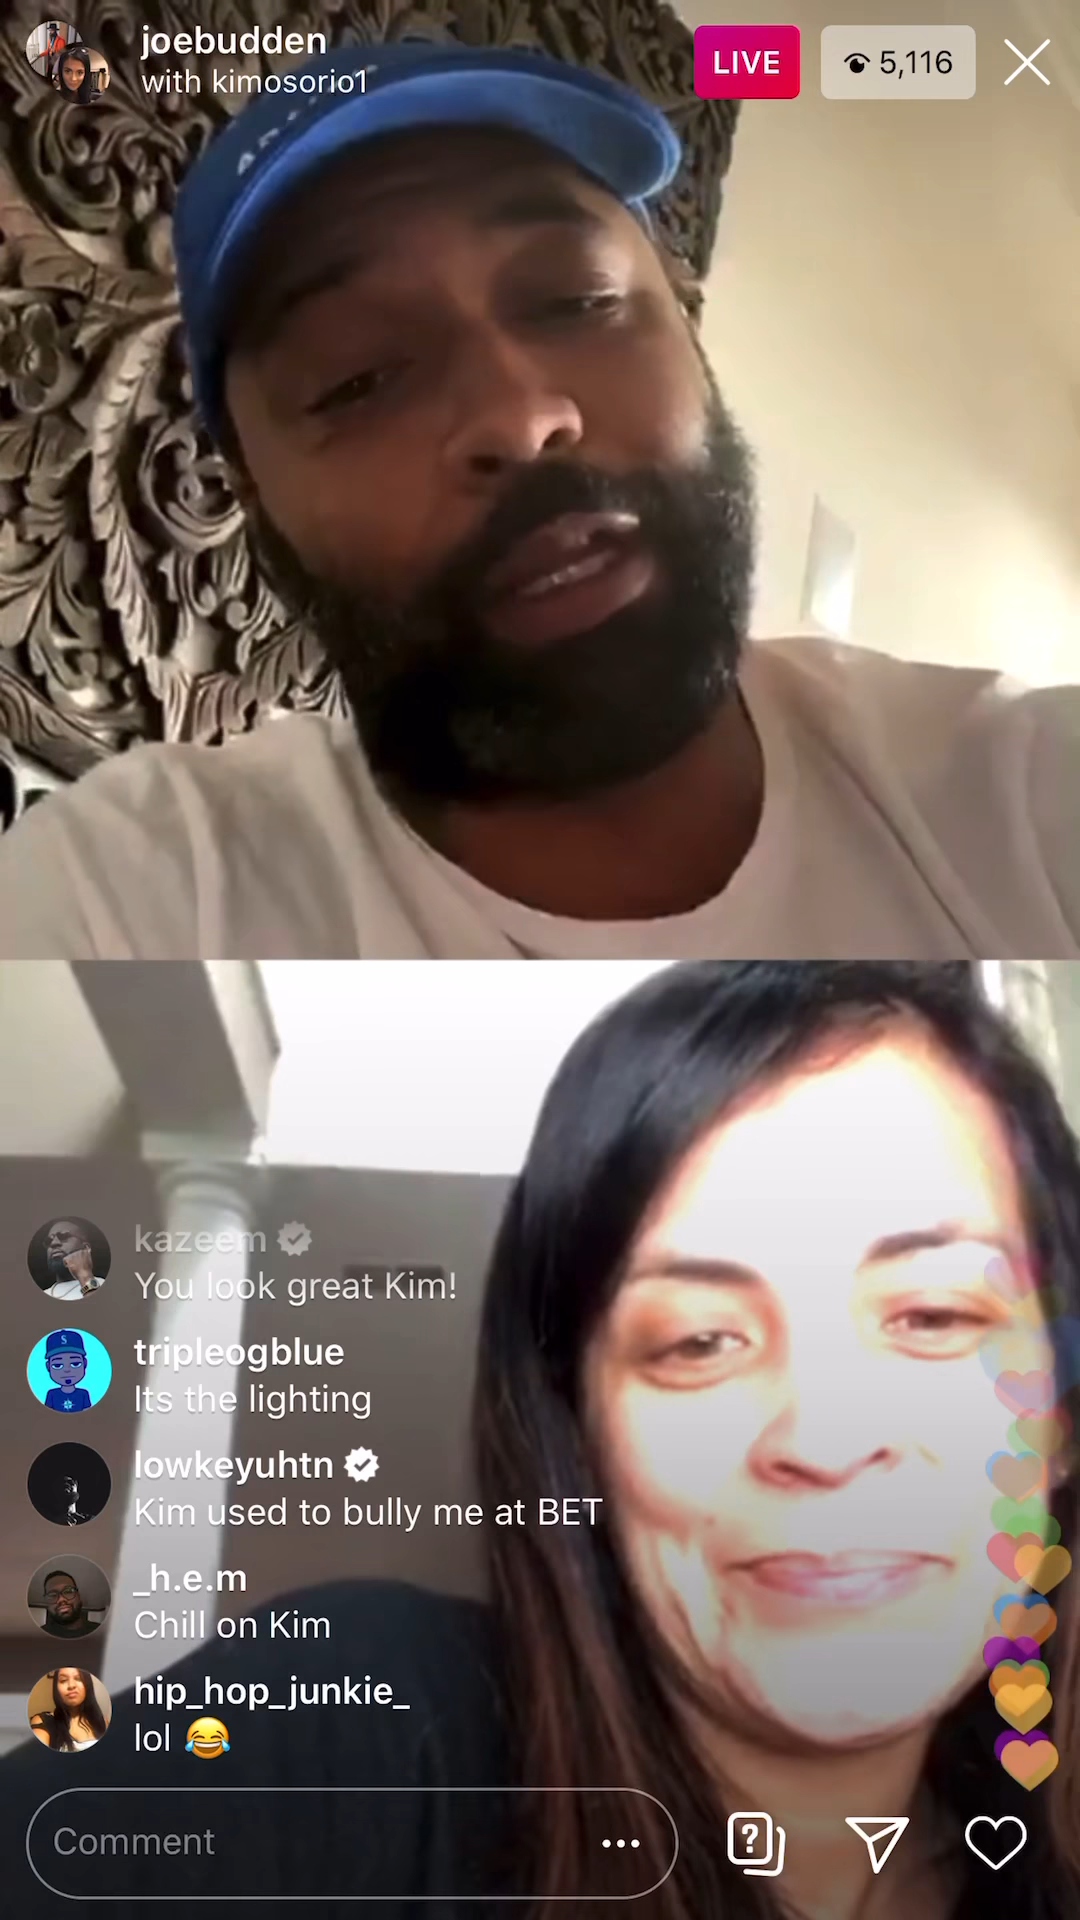 joebudden
with kimosorio1
LIVE
5,116
kazeem
You look great Kim!
tripleogblue
Its the lighting
lowkeyuhtn
Kim used to bully me at BET
_h.e.m
Chill on Kim
hip_hop_junkie_
lol 😂
Comment